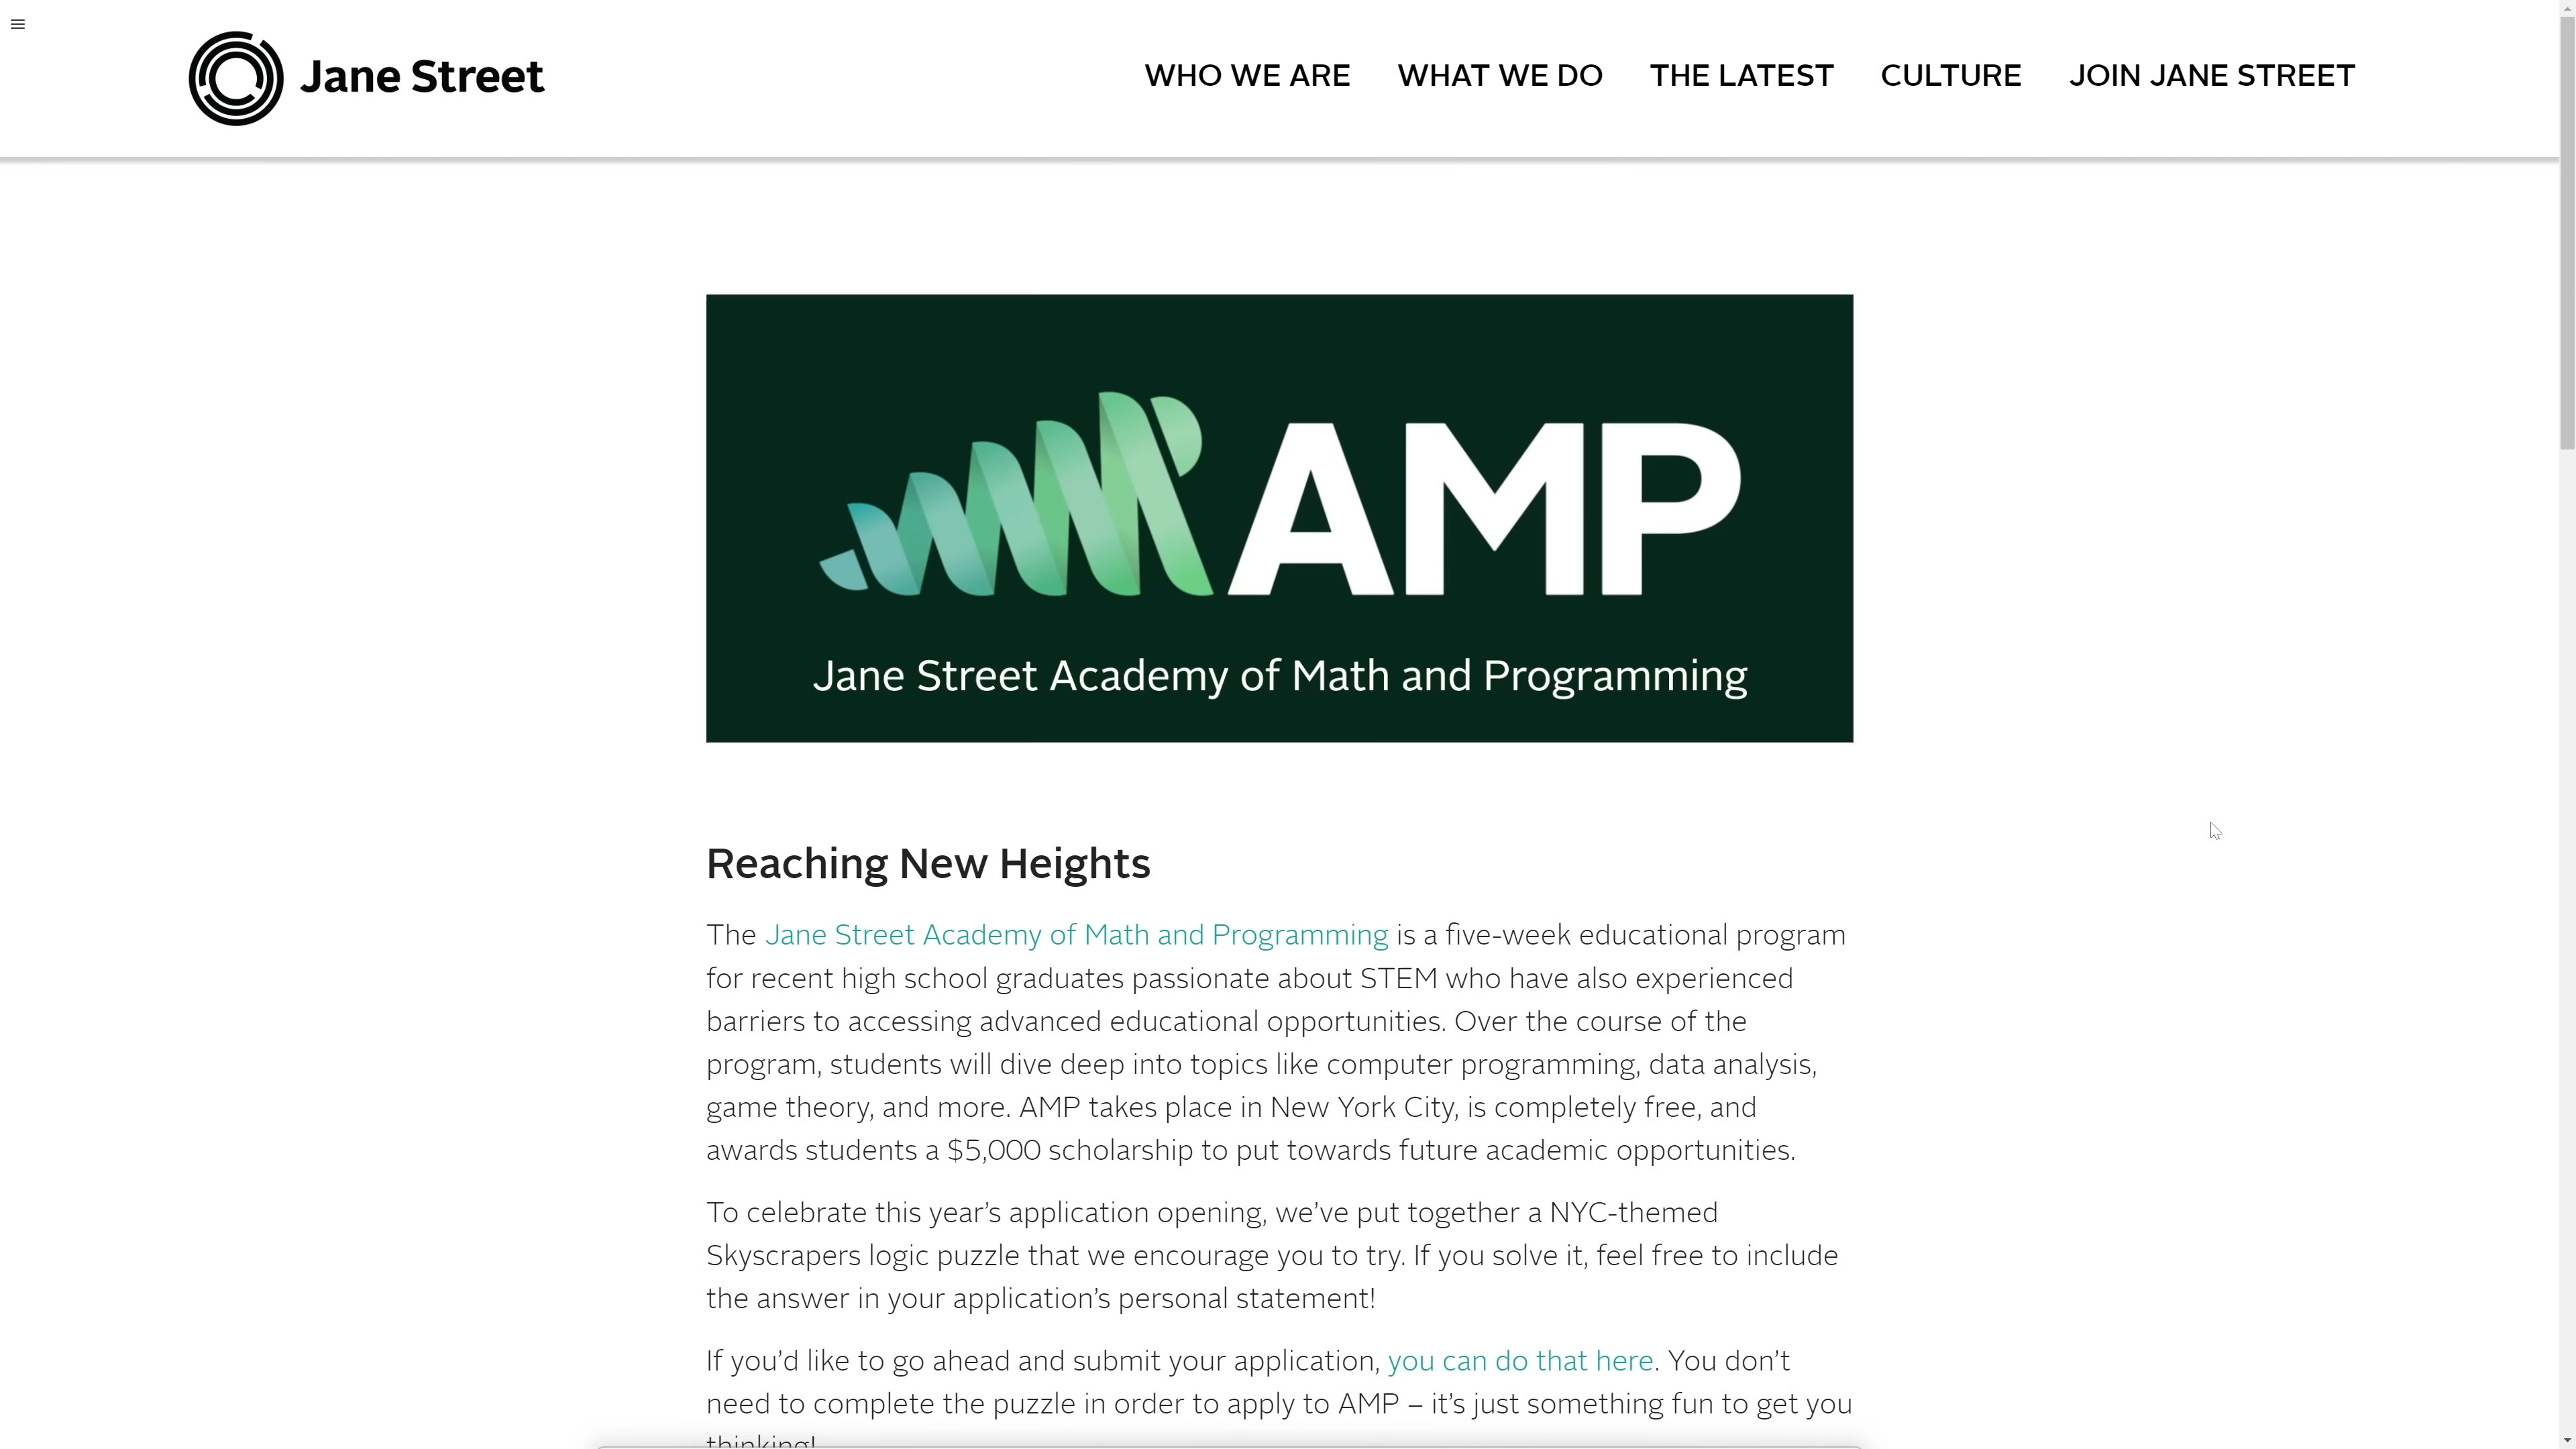 Jane Street
WHO WE ARE WHAT WE DO THE LATEST CULTURE JOIN JANE STREET
AMP
Jane Street Academy of Math and Programming
Reaching New Heights
The Jane Street Academy of Math and Programming is a five-week educational program
for recent high school graduates passionate about STEM who have also experienced
barriers to accessing advanced educational opportunities. Over the course of the
program, students will dive deep into topics like computer programming, data analysis,
game theory, and more. AMP takes place in New York City, is completely free, and
awards students a $5,000 scholarship to put towards future academic opportunities.
To celebrate this year’s application opening, we’ve put together a NYC-themed
Skyscrapers logic puzzle that we encourage you to try. If you solve it, feel free to include
the answer in your application’s personal statement!
If you’d like to go ahead and submit your application, you can do that here. You don’t
need to complete the puzzle in order to apply to AMP – it’s just something fun to get you
thinking!